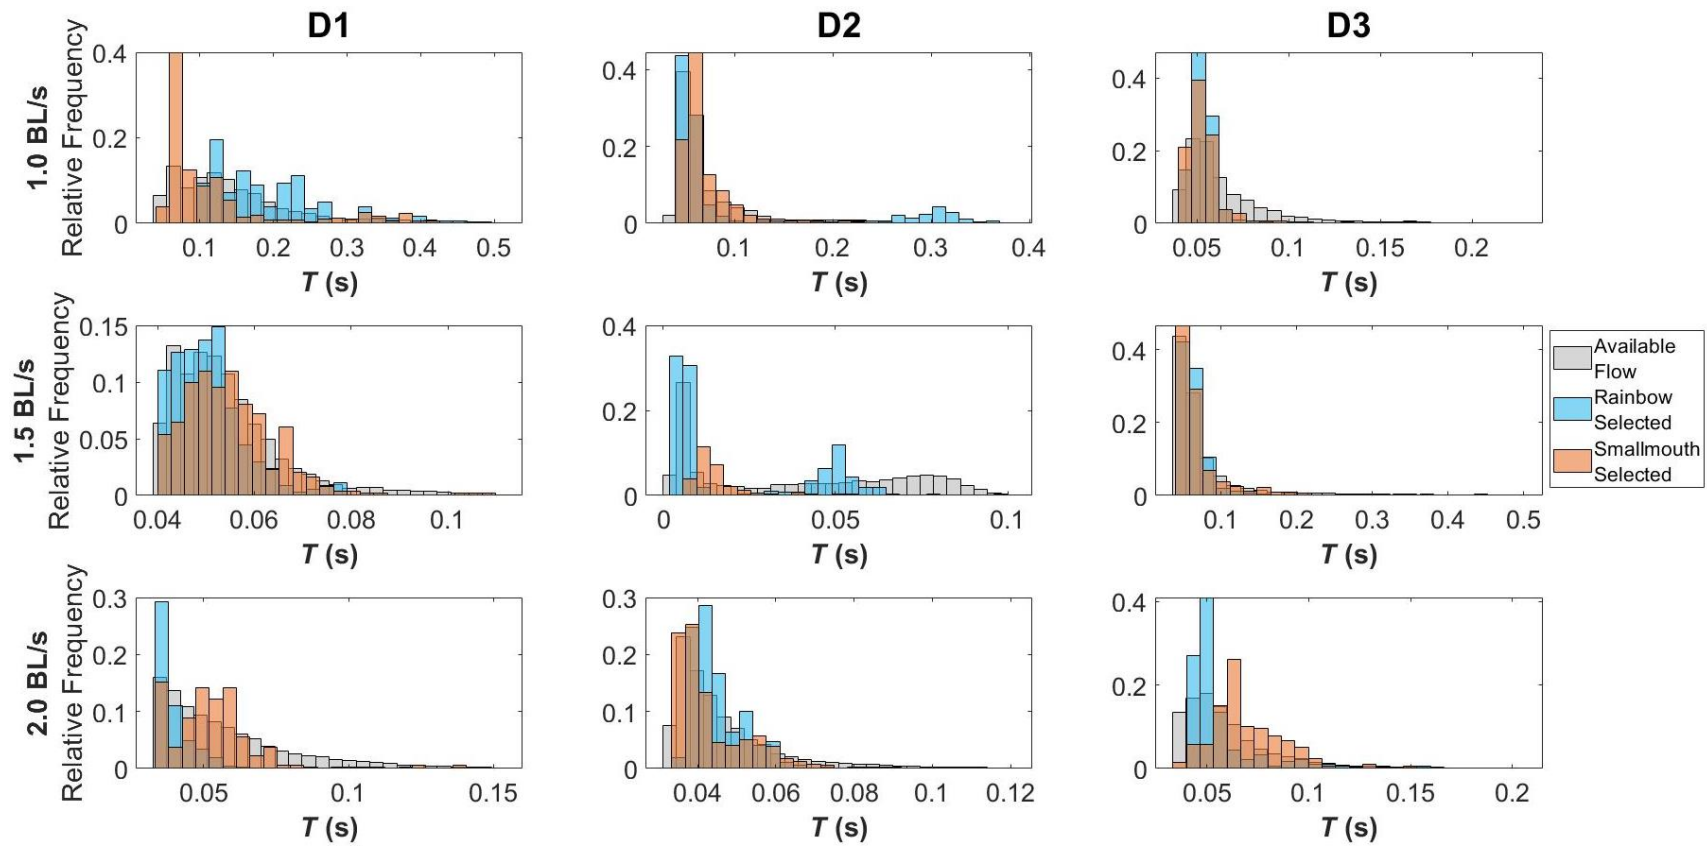 D1
D2
D3
1.0 BL/s
Relative Frequency
0.4
0.2
0
0.1
0.2
0.3
0.4
0.5
T (s)
0.4
0.2
0
0.1
0.2
0.3
0.4
T (s)
0.4
0.2
0
0.05
0.1
0.15
0.2
T (s)
1.5 BL/s
Relative Frequency
0.15
0.1
0.05
0
0.04
0.06
0.08
0.1
T (s)
0.4
0.2
0
0
0.05
0.1
T (s)
0.4
0.2
0
0.1
0.2
0.3
0.4
0.5
T (s)
Available
Flow
Rainbow
Selected
Smallmouth
Selected
2.0 BL/s
Relative Frequency
0.3
0.2
0.1
0
0.05
0.1
0.15
T (s)
0.3
0.2
0.1
0
0.04
0.06
0.08
0.1
0.12
T (s)
0.4
0.2
0
0.05
0.1
0.15
0.2
T (s)